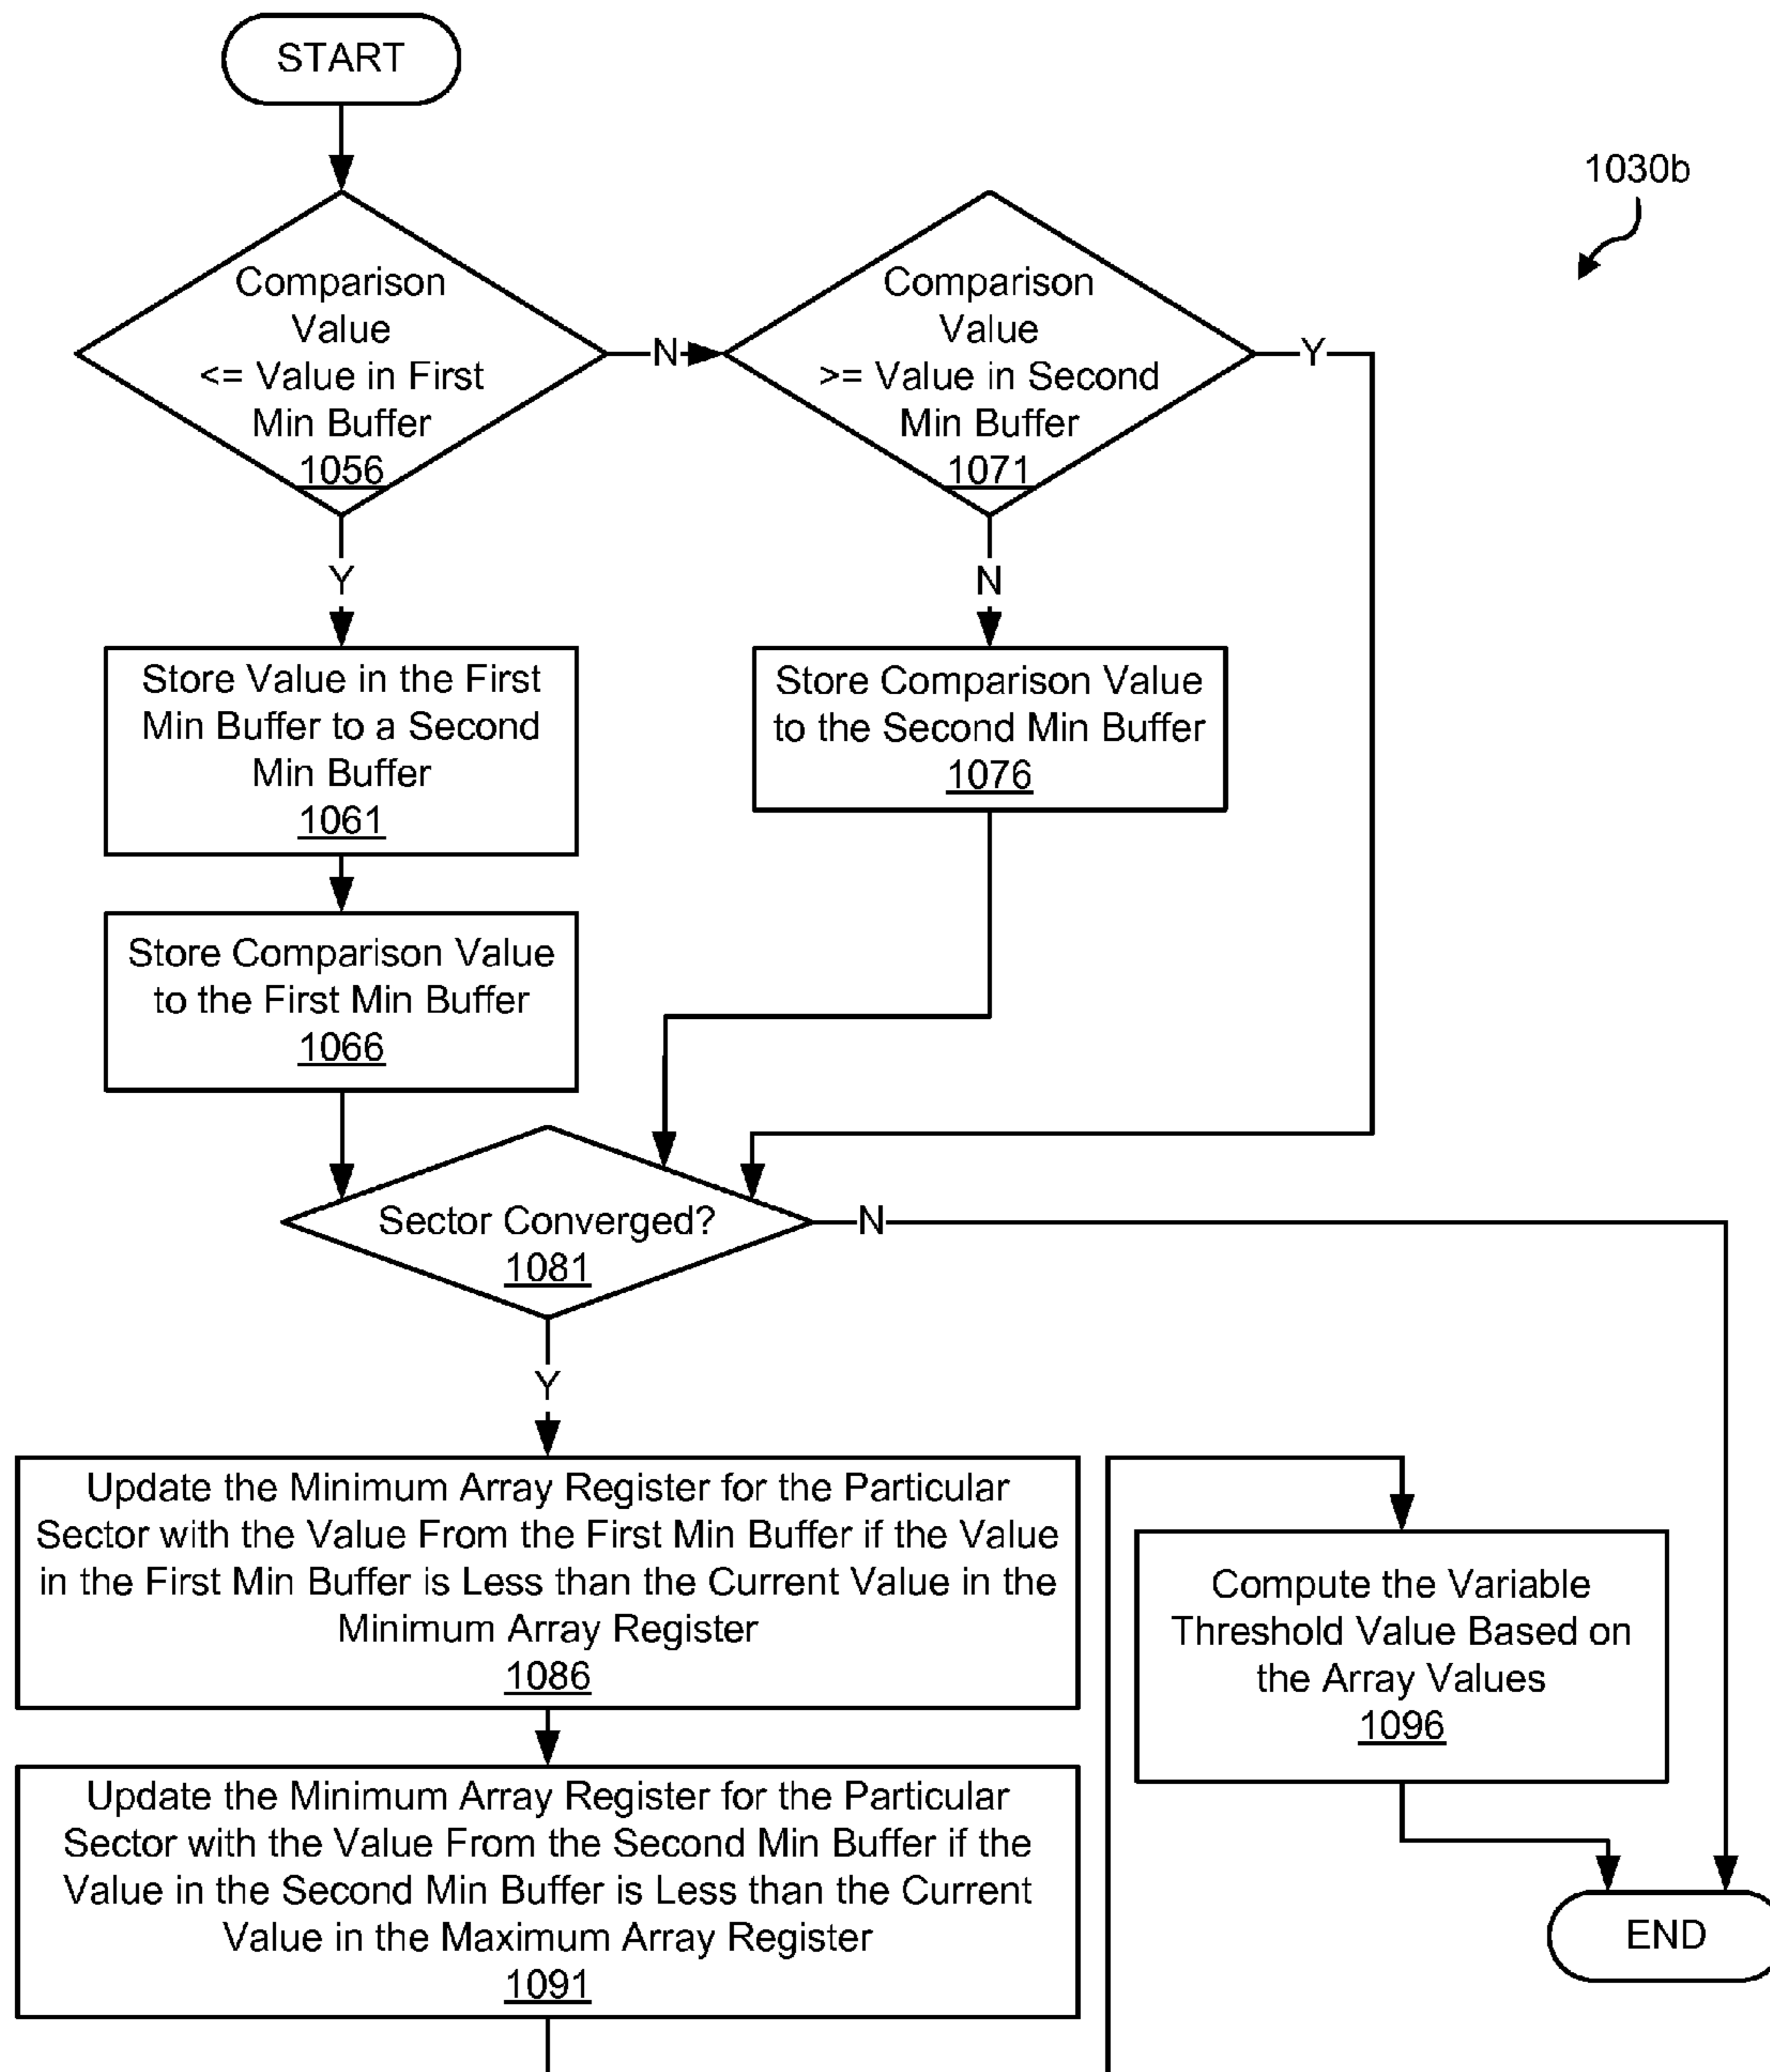 START
1030b
Comparison
Value
<= Value in First
Min Buffer
1056
N
Comparison
Value
>= Value in Second
Min Buffer
1071
Y
Y
N
Store Value in the First
Min Buffer to a Second
Min Buffer
1061
Store Comparison Value
to the Second Min Buffer
1076
Store Comparison Value
to the First Min Buffer
1066
Sector Converged?
1081
N
Y
Update the Minimum Array Register for the Particular
Sector with the Value From the First Min Buffer if the Value
in the First Min Buffer is Less than the Current Value in the
Minimum Array Register
1086
Update the Minimum Array Register for the Particular
Sector with the Value From the Second Min Buffer if the
Value in the Second Min Buffer is Less than the Current
Value in the Maximum Array Register
1091
Compute the Variable
Threshold Value Based on
the Array Values
1096
END